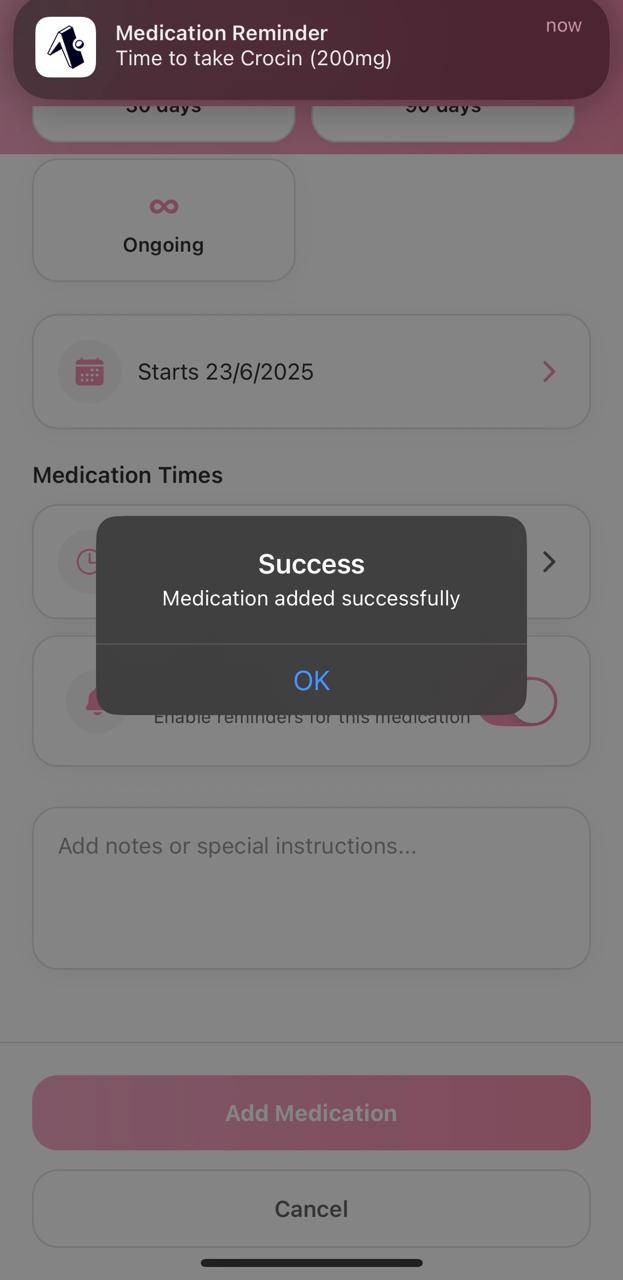 Medication Reminder
now
Time to take Crocin (200mg)
30 days
90 days
Ongoing
Starts 23/6/2025
Medication Times
Success
Medication added successfully
OK
Enable reminders for this medication
Add notes or special instructions...
Add Medication
Cancel